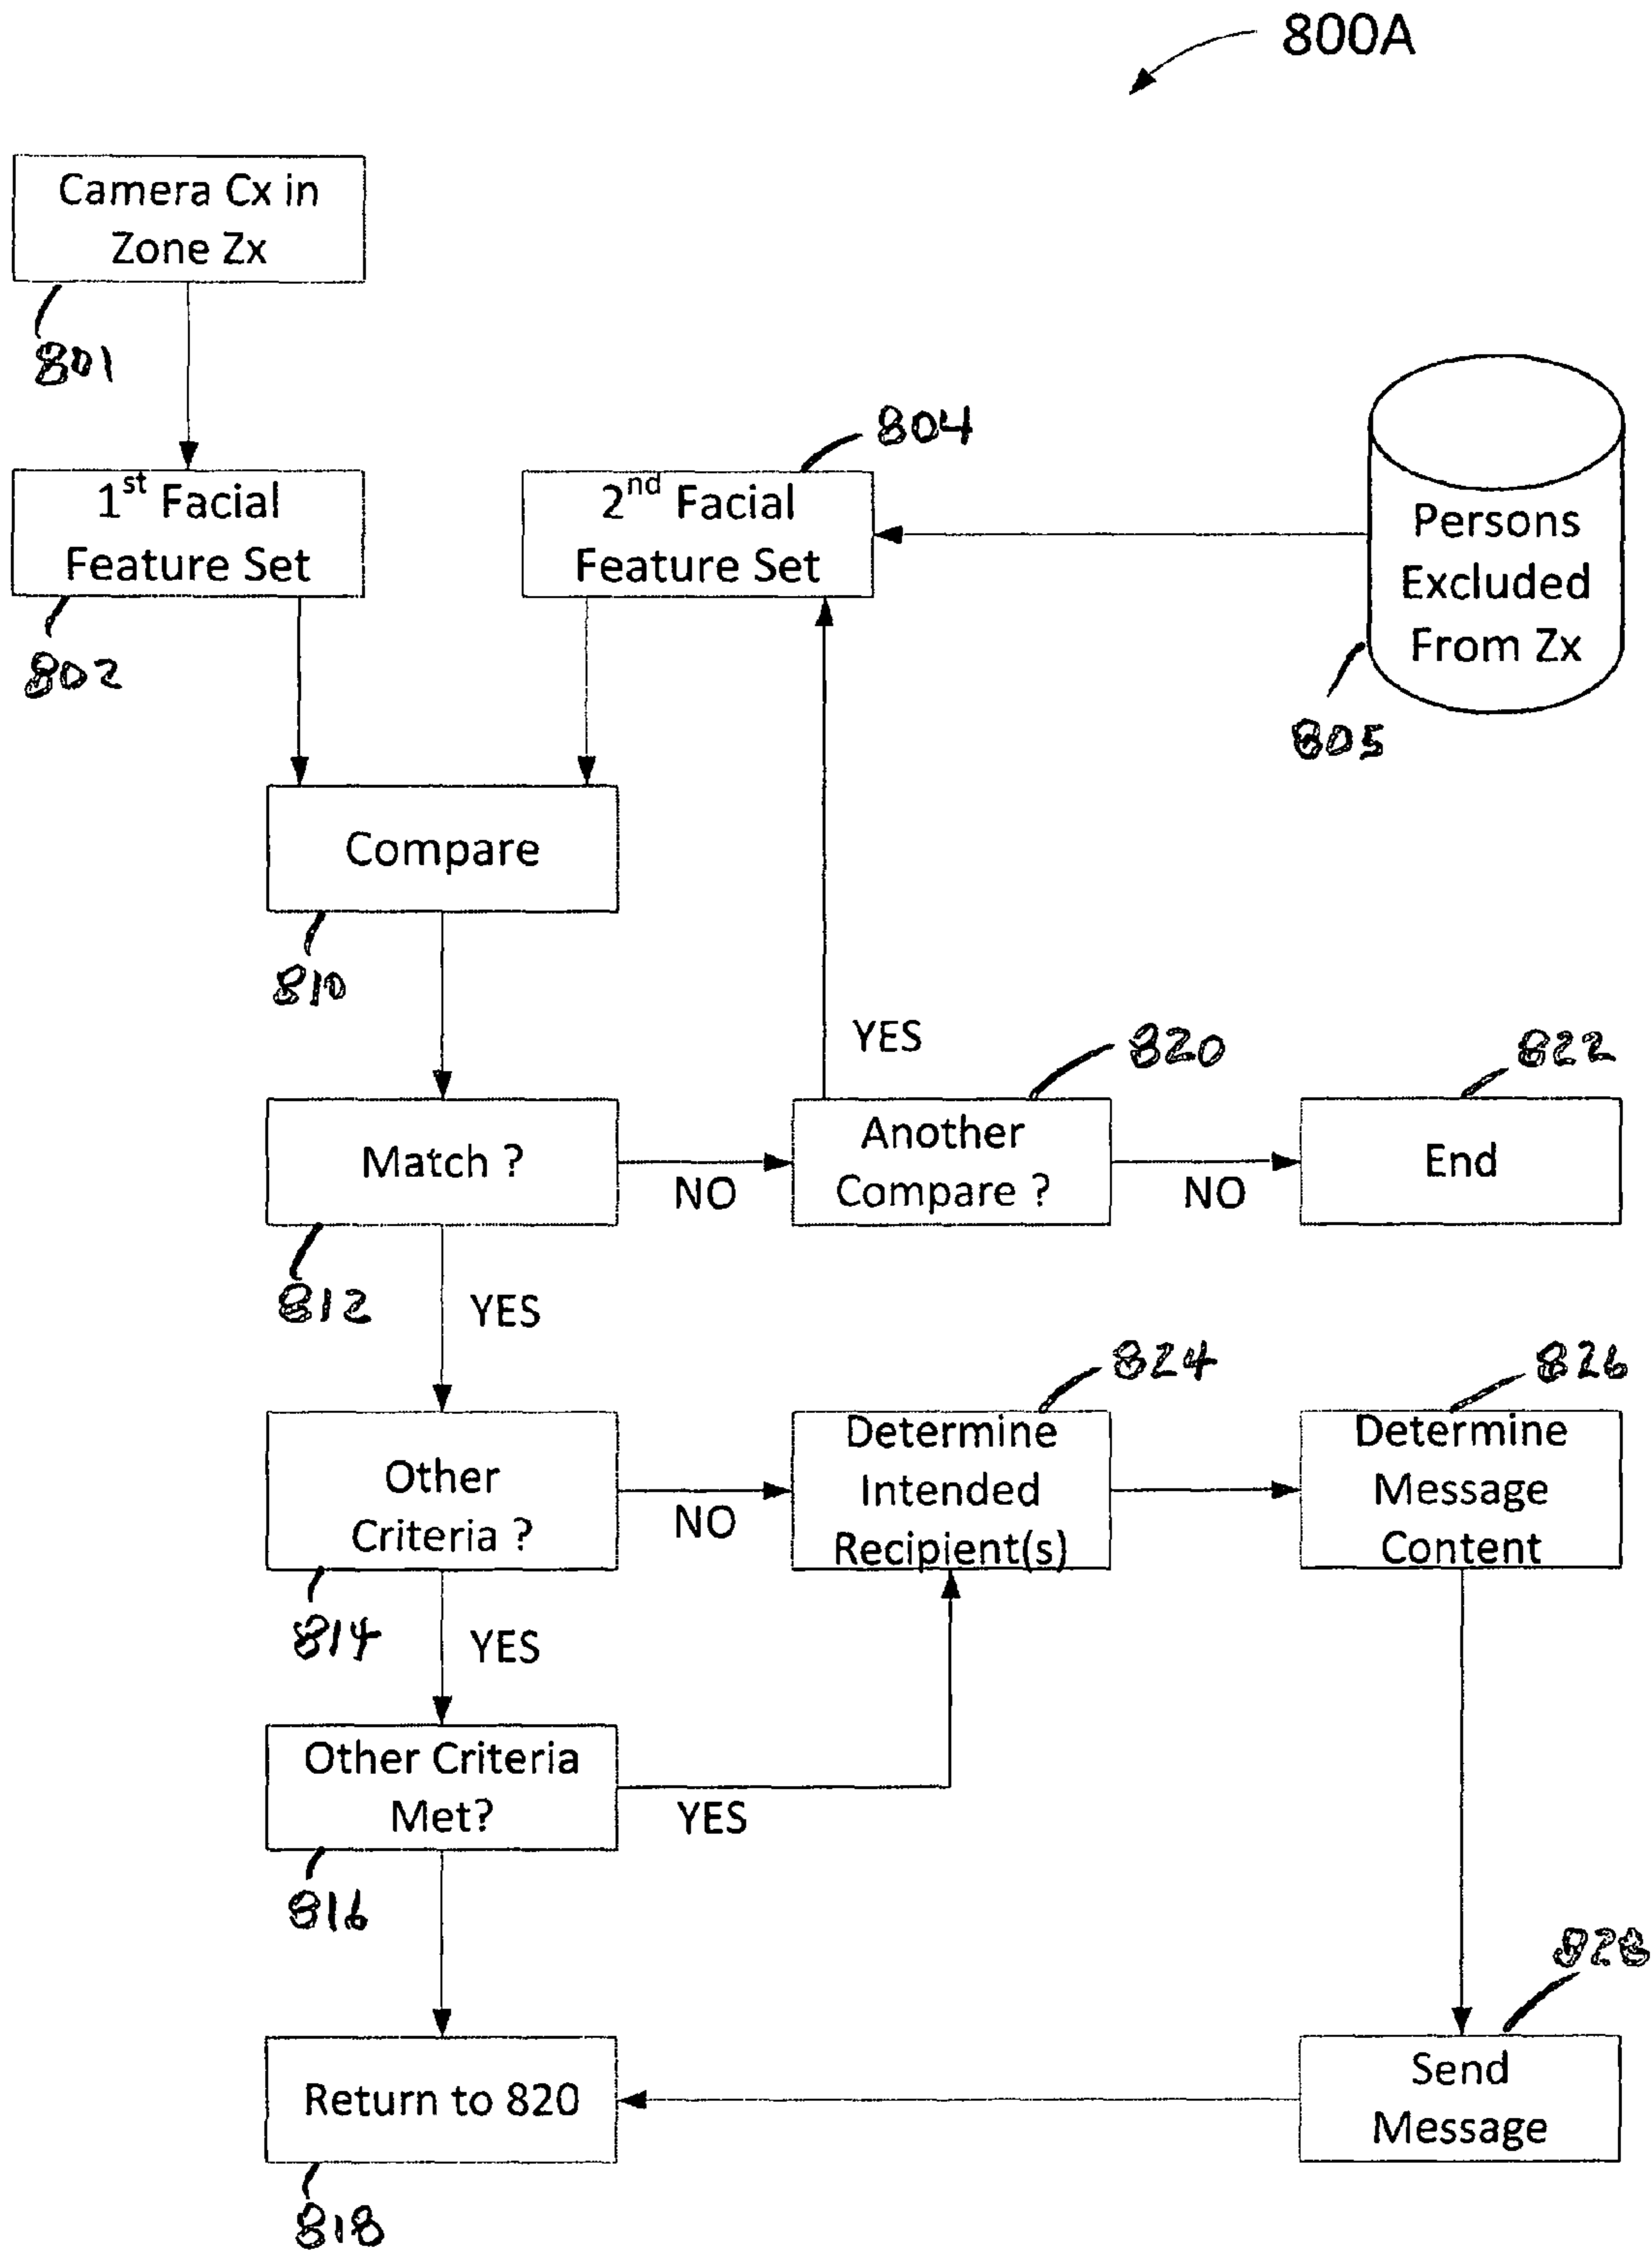 800A
Camera Cx in
Zone Zx
801
804
1st Facial
Feature Set
802
2nd Facial
Feature Set
Persons
Excluded
From Zx
805
Compare
810
YES
820
822
Match ?
NO
Another
Compare ?
NO
End
812
YES
824
826
Other
Criteria ?
NO
Determine
Intended
Recipient(s)
Determine
Message
Content
814
YES
Other Criteria
Met?
YES
816
828
Return to 820
Send
Message
818